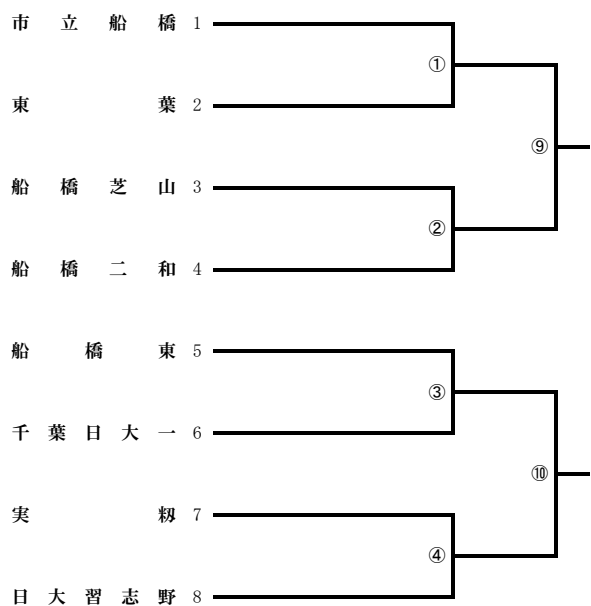 市立船橋 1
①
東葉 2
⑨
船橋芝山 3
②
船橋二和 4
船橋東 5
③
千葉日大一 6
⑩
実籾 7
④
日大習志野 8